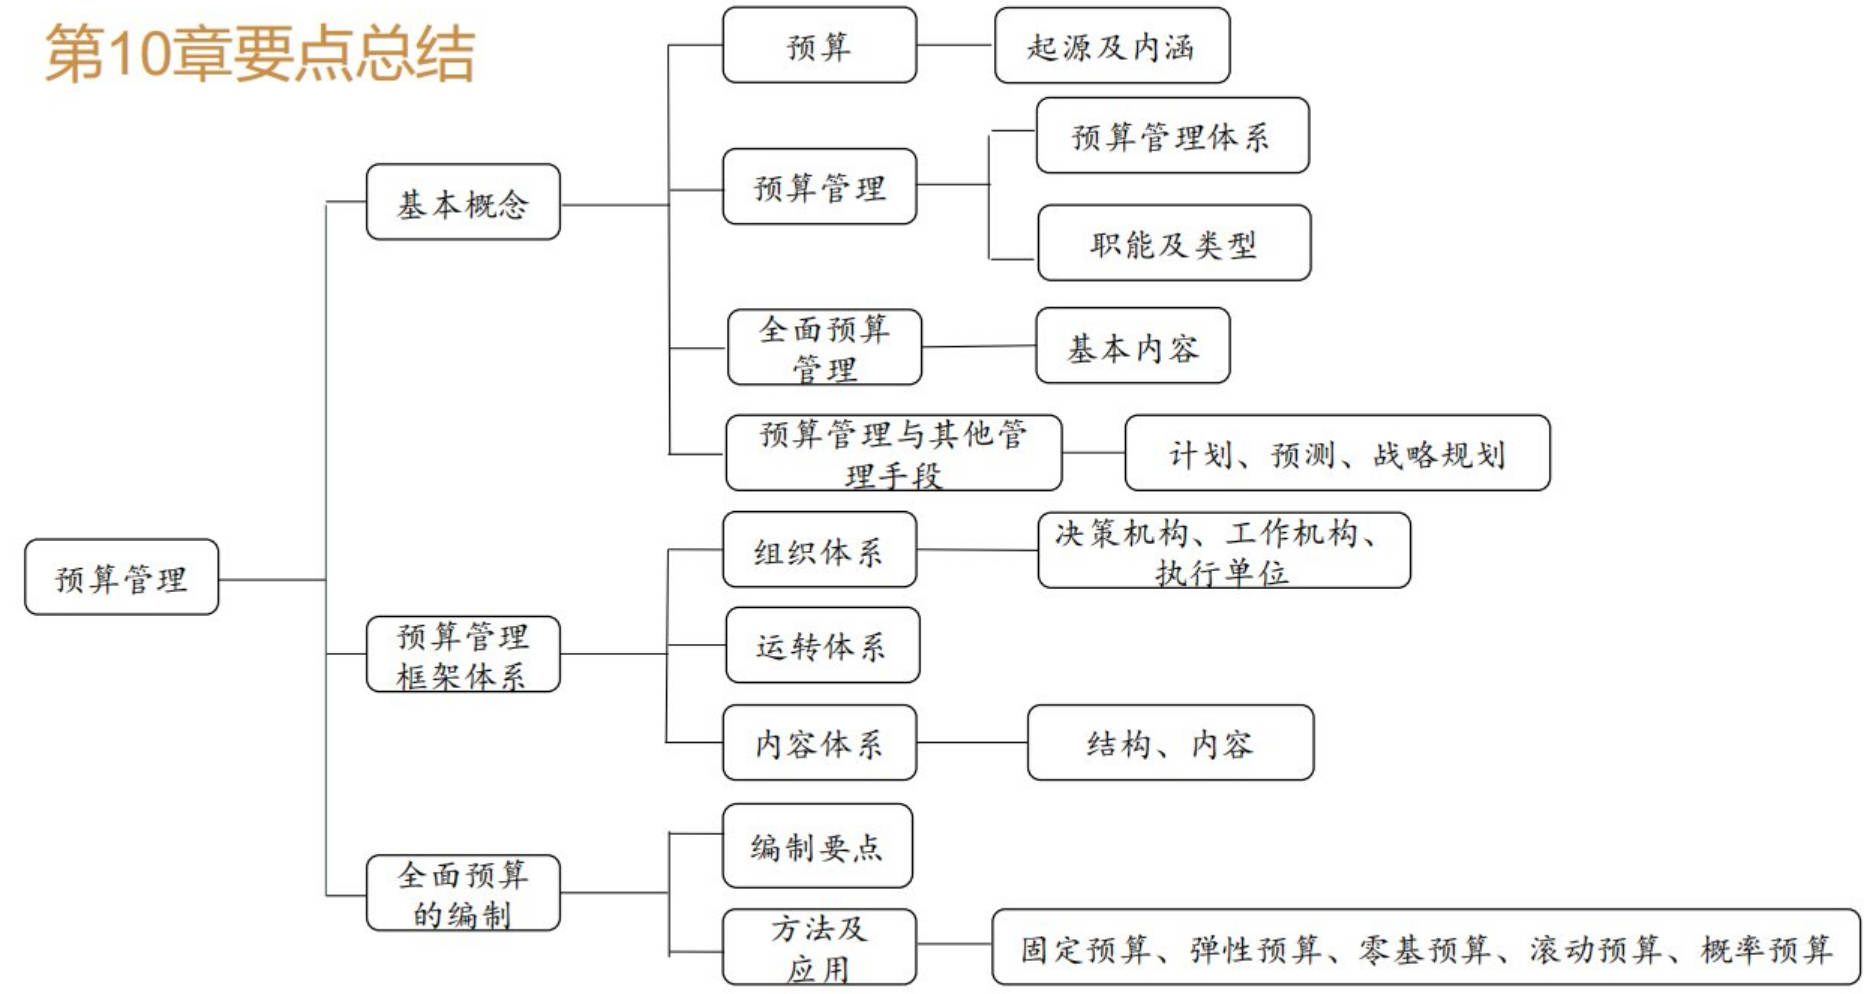 第10章要点总结
预算
起源及内涵
预算管理体系
预算管理
基本概念
职能及类型
全面预算
管理
基本内容
预算管理与其他管
理手段
计划、预测、战略规划
组织体系
决策机构、工作机构、
执行单位
预算管理
预算管理
框架体系
运转体系
内容体系
结构、内容
编制要点
全面预算
的编制
方法及
应用
固定预算、弹性预算、零基预算、滚动预算、概率预算